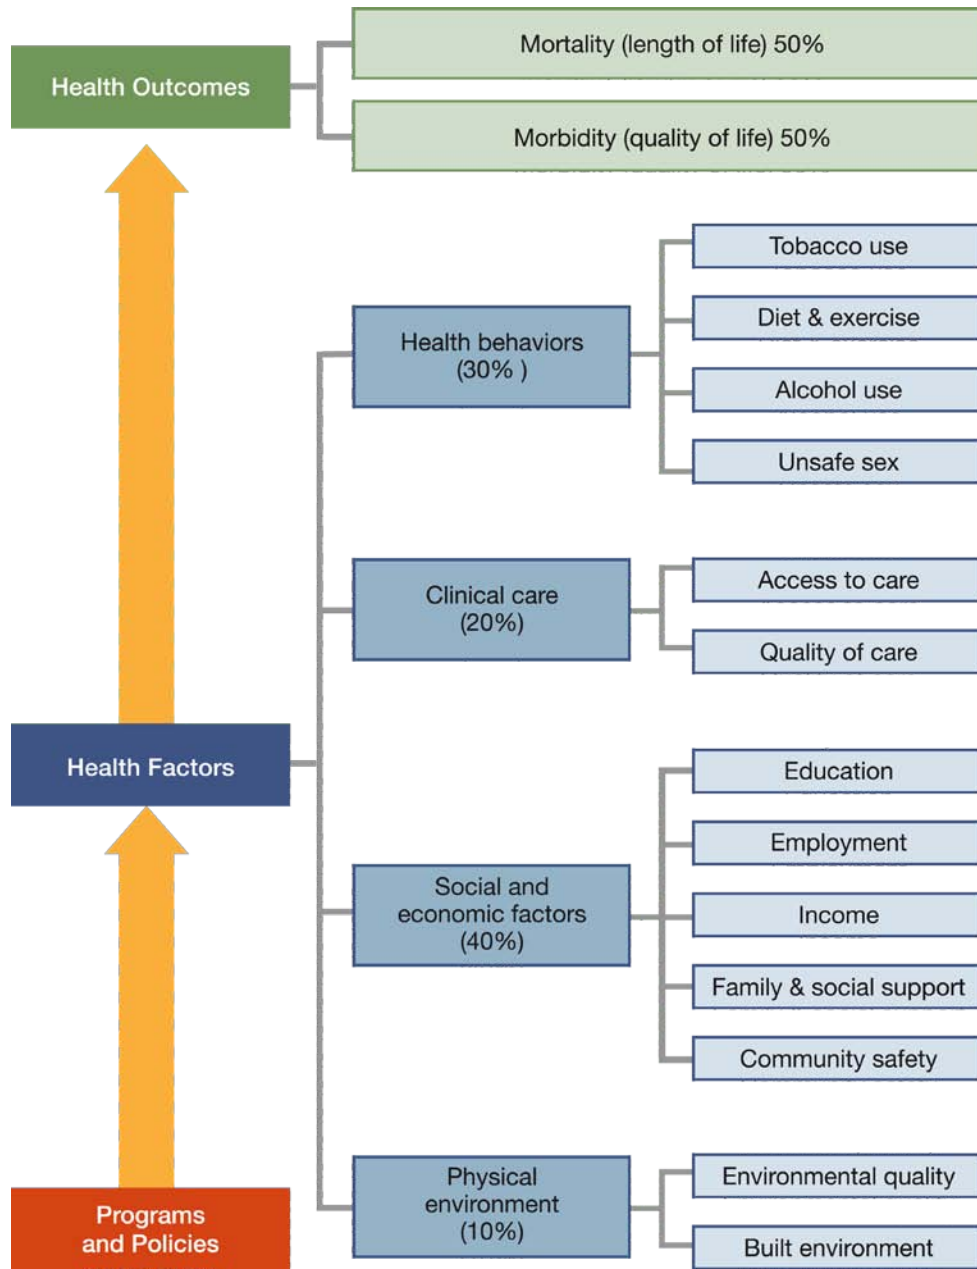 Health Outcomes
Mortality (length of life) 50%
Morbidity (quality of life) 50%
Health Factors
Health behaviors
(30% )
Tobacco use
Diet & exercise
Alcohol use
Unsafe sex
Clinical care
(20%)
Access to care
Quality of care
Social and
economic factors
(40%)
Education
Employment
Income
Family & social support
Community safety
Physical
environment
(10%)
Environmental quality
Built environment
Programs
and Policies